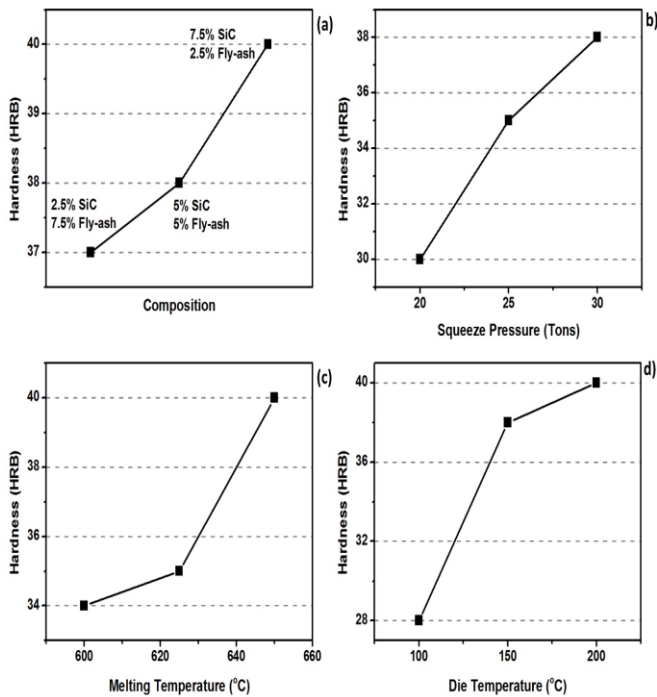 (a)
7.5% SiC
2.5% Fly-ash
40
39
38
37
Hardness (HRB)
2.5% SiC
7.5% Fly-ash
5% SiC
5% Fly-ash
Composition
b)
38
36
34
32
30
Hardness (HRB)
20 25 30
Squeeze Pressure (Tons)
(c)
40
38
36
34
Hardness (HRB)
600 620 640 660
Melting Temperature (°C)
d)
40
36
32
28
Hardness (HRB)
100 150 200
Die Temperature (°C)